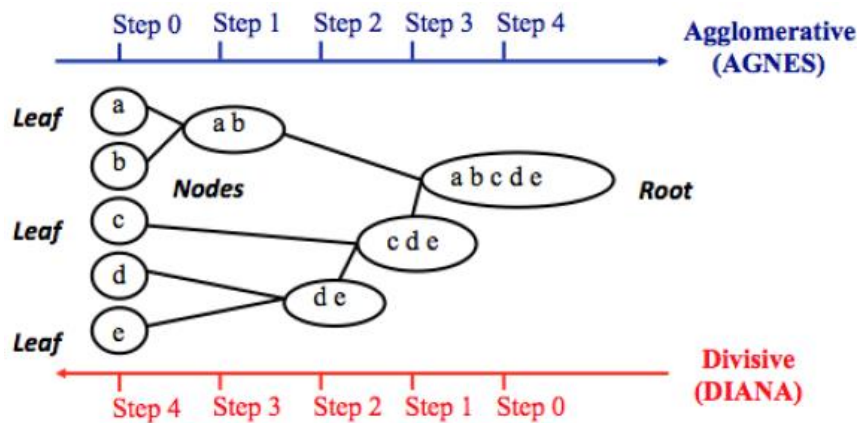 Step 0 Step 1 Step 2 Step 3 Step 4
Agglomerative
(AGNES)
Leaf
a
a b
b
a b c d e
Nodes
Root
Leaf
c
c d e
d
d e
Leaf
e
Divisive
(DIANA)
Step 4 Step 3 Step 2 Step 1 Step 0